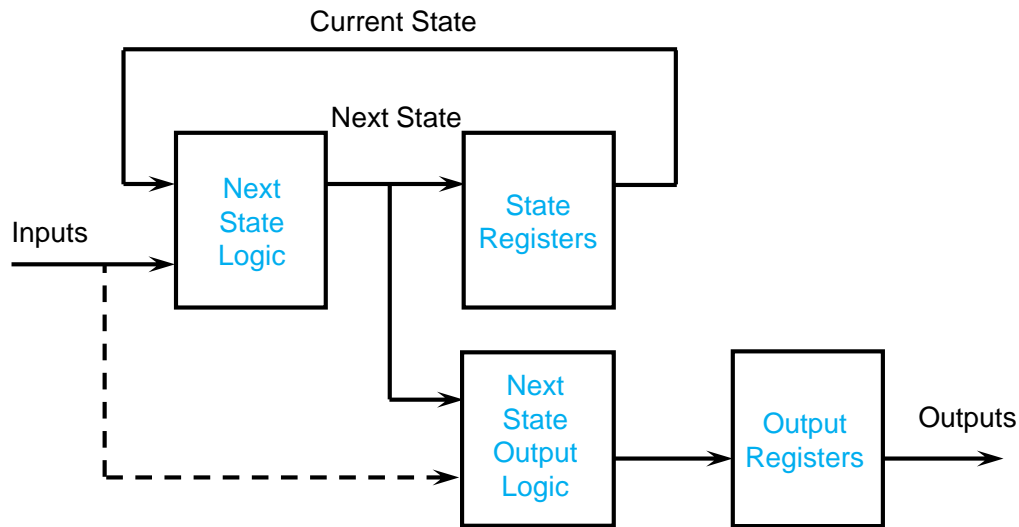 Current State
Next State
Next
State
Logic
State
Registers
Inputs
Next
State
Output
Logic
Output
Registers
Outputs